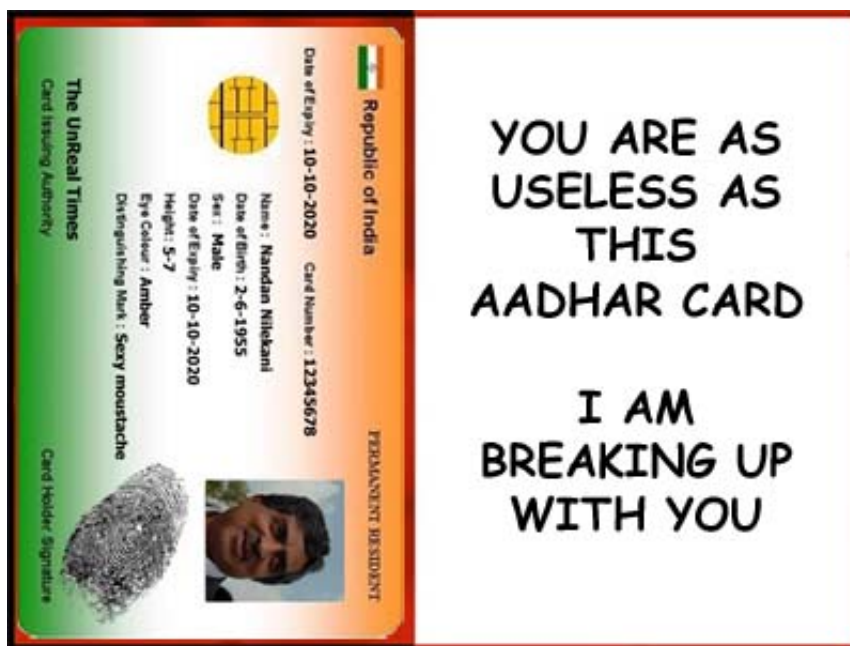 Republic of India
PERMANENT RESIDENT
Date of Expiry : 10-10-2020 Card Number : 12345678
Name : Nandan Nilekani
Date of Birth : 2-6-1955
Sex : Male
Date of Expiry : 10-10-2020
Height : 5-7
Eye Colour : Amber
Distinguishing Mark : Sexy moustache
The UnReal Times
Card Issuing Authority
Card Holder Signature
YOU ARE AS
USELESS AS
THIS
AADHAR CARD
I AM
BREAKING UP
WITH YOU